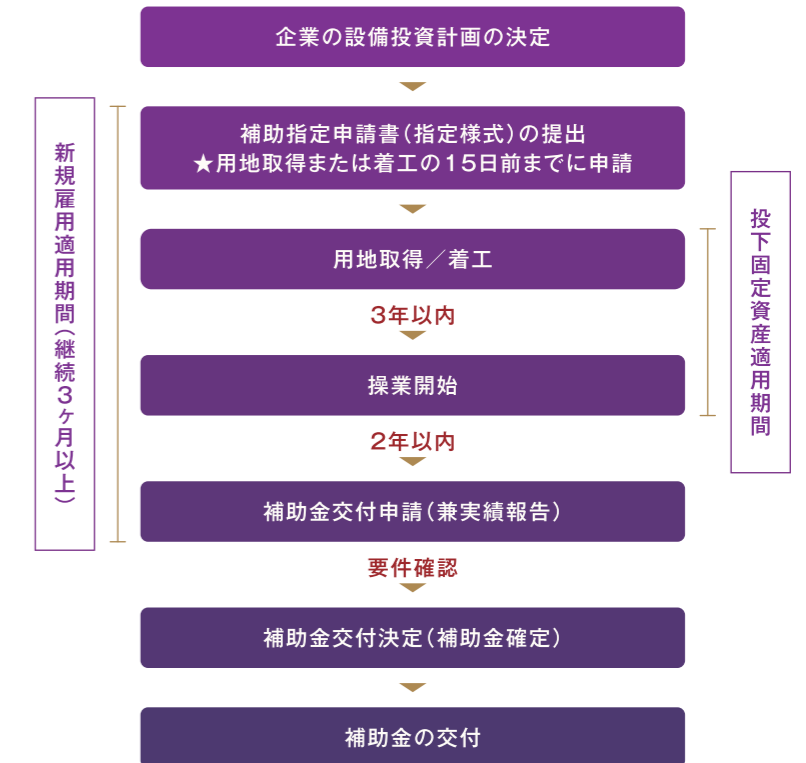 企業の設備投資計画の決定
補助指定申請書(指定様式)の提出
★用地取得または着工の15日前までに申請
新規雇用適用期間(継続3ヶ月以上)
用地取得/着工
投下固定資産適用期間
3年以内
操業開始
2年以内
補助金交付申請(兼実績報告)
要件確認
補助金交付決定(補助金確定)
補助金の交付